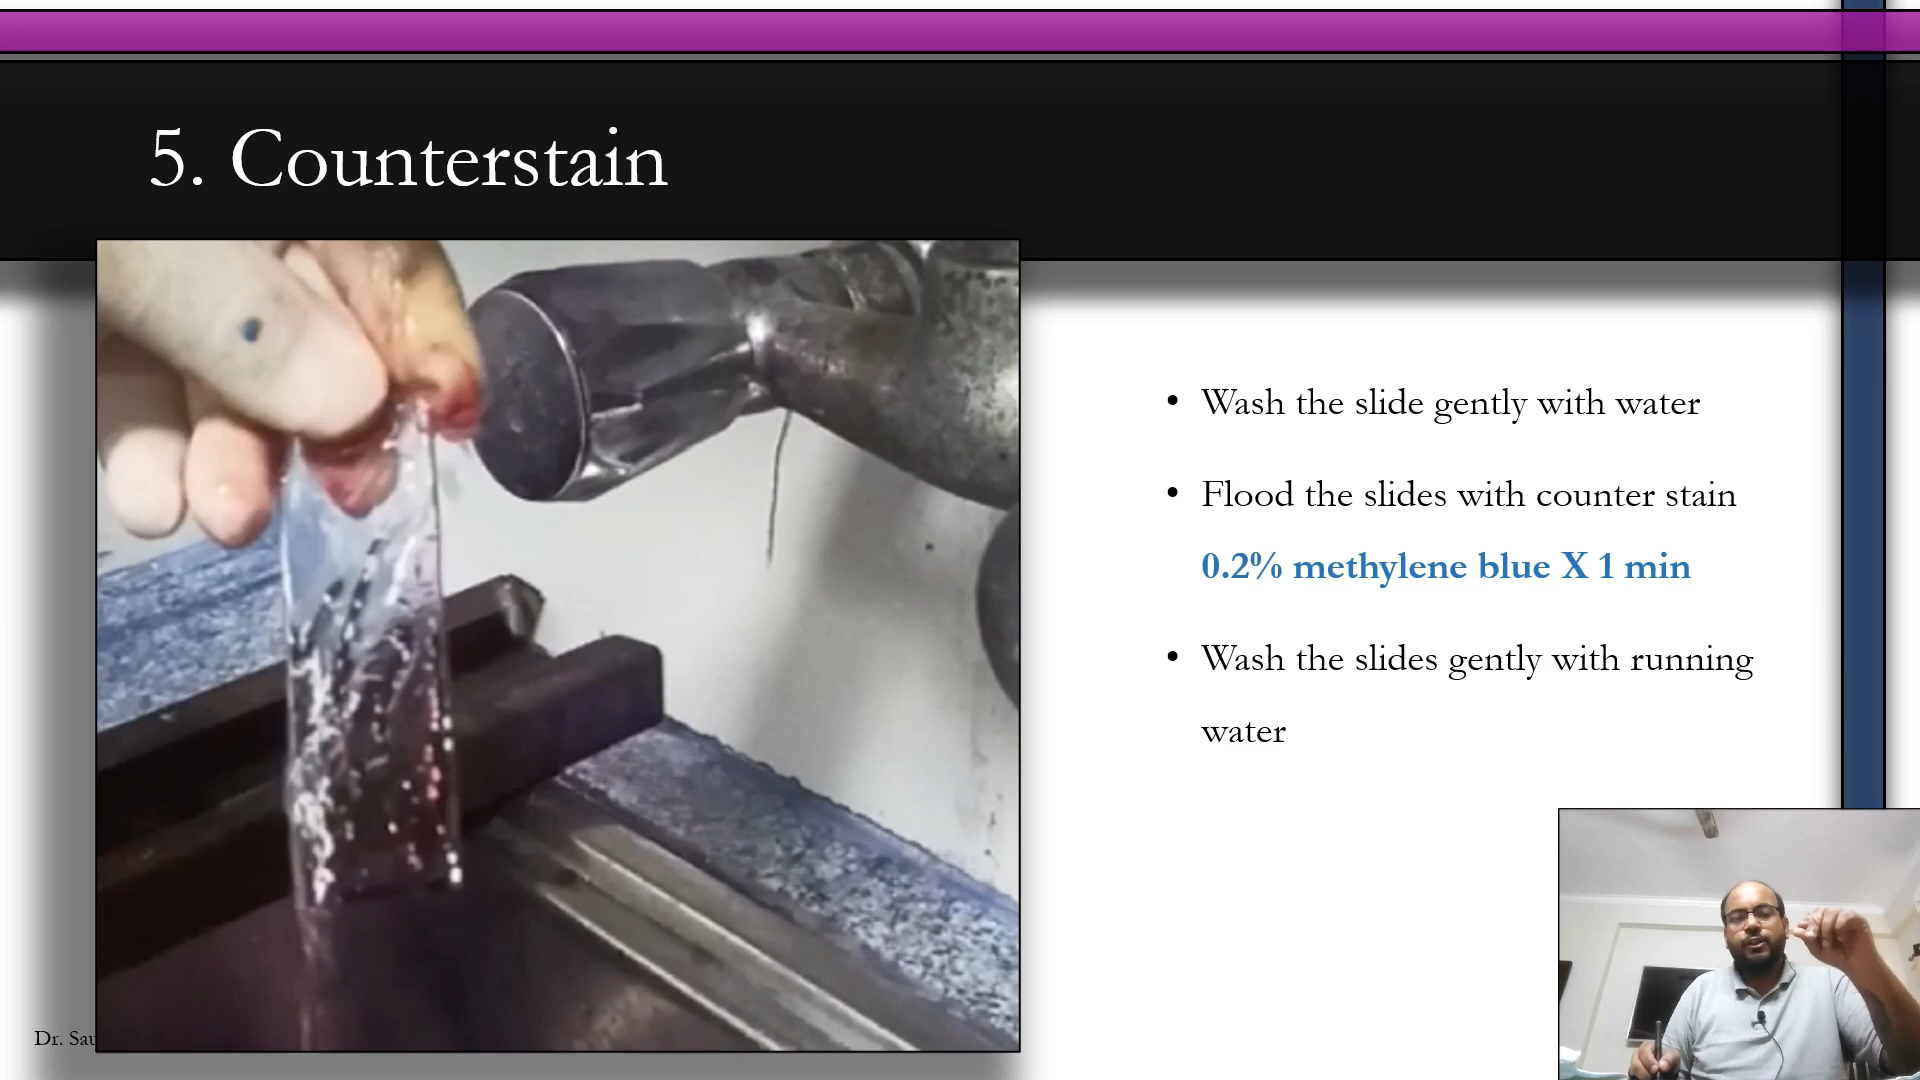 5. Counterstain
• Wash the slide gently with water
• Flood the slides with counter stain
0.2% methylene blue X 1 min
• Wash the slides gently with running
water
Dr.